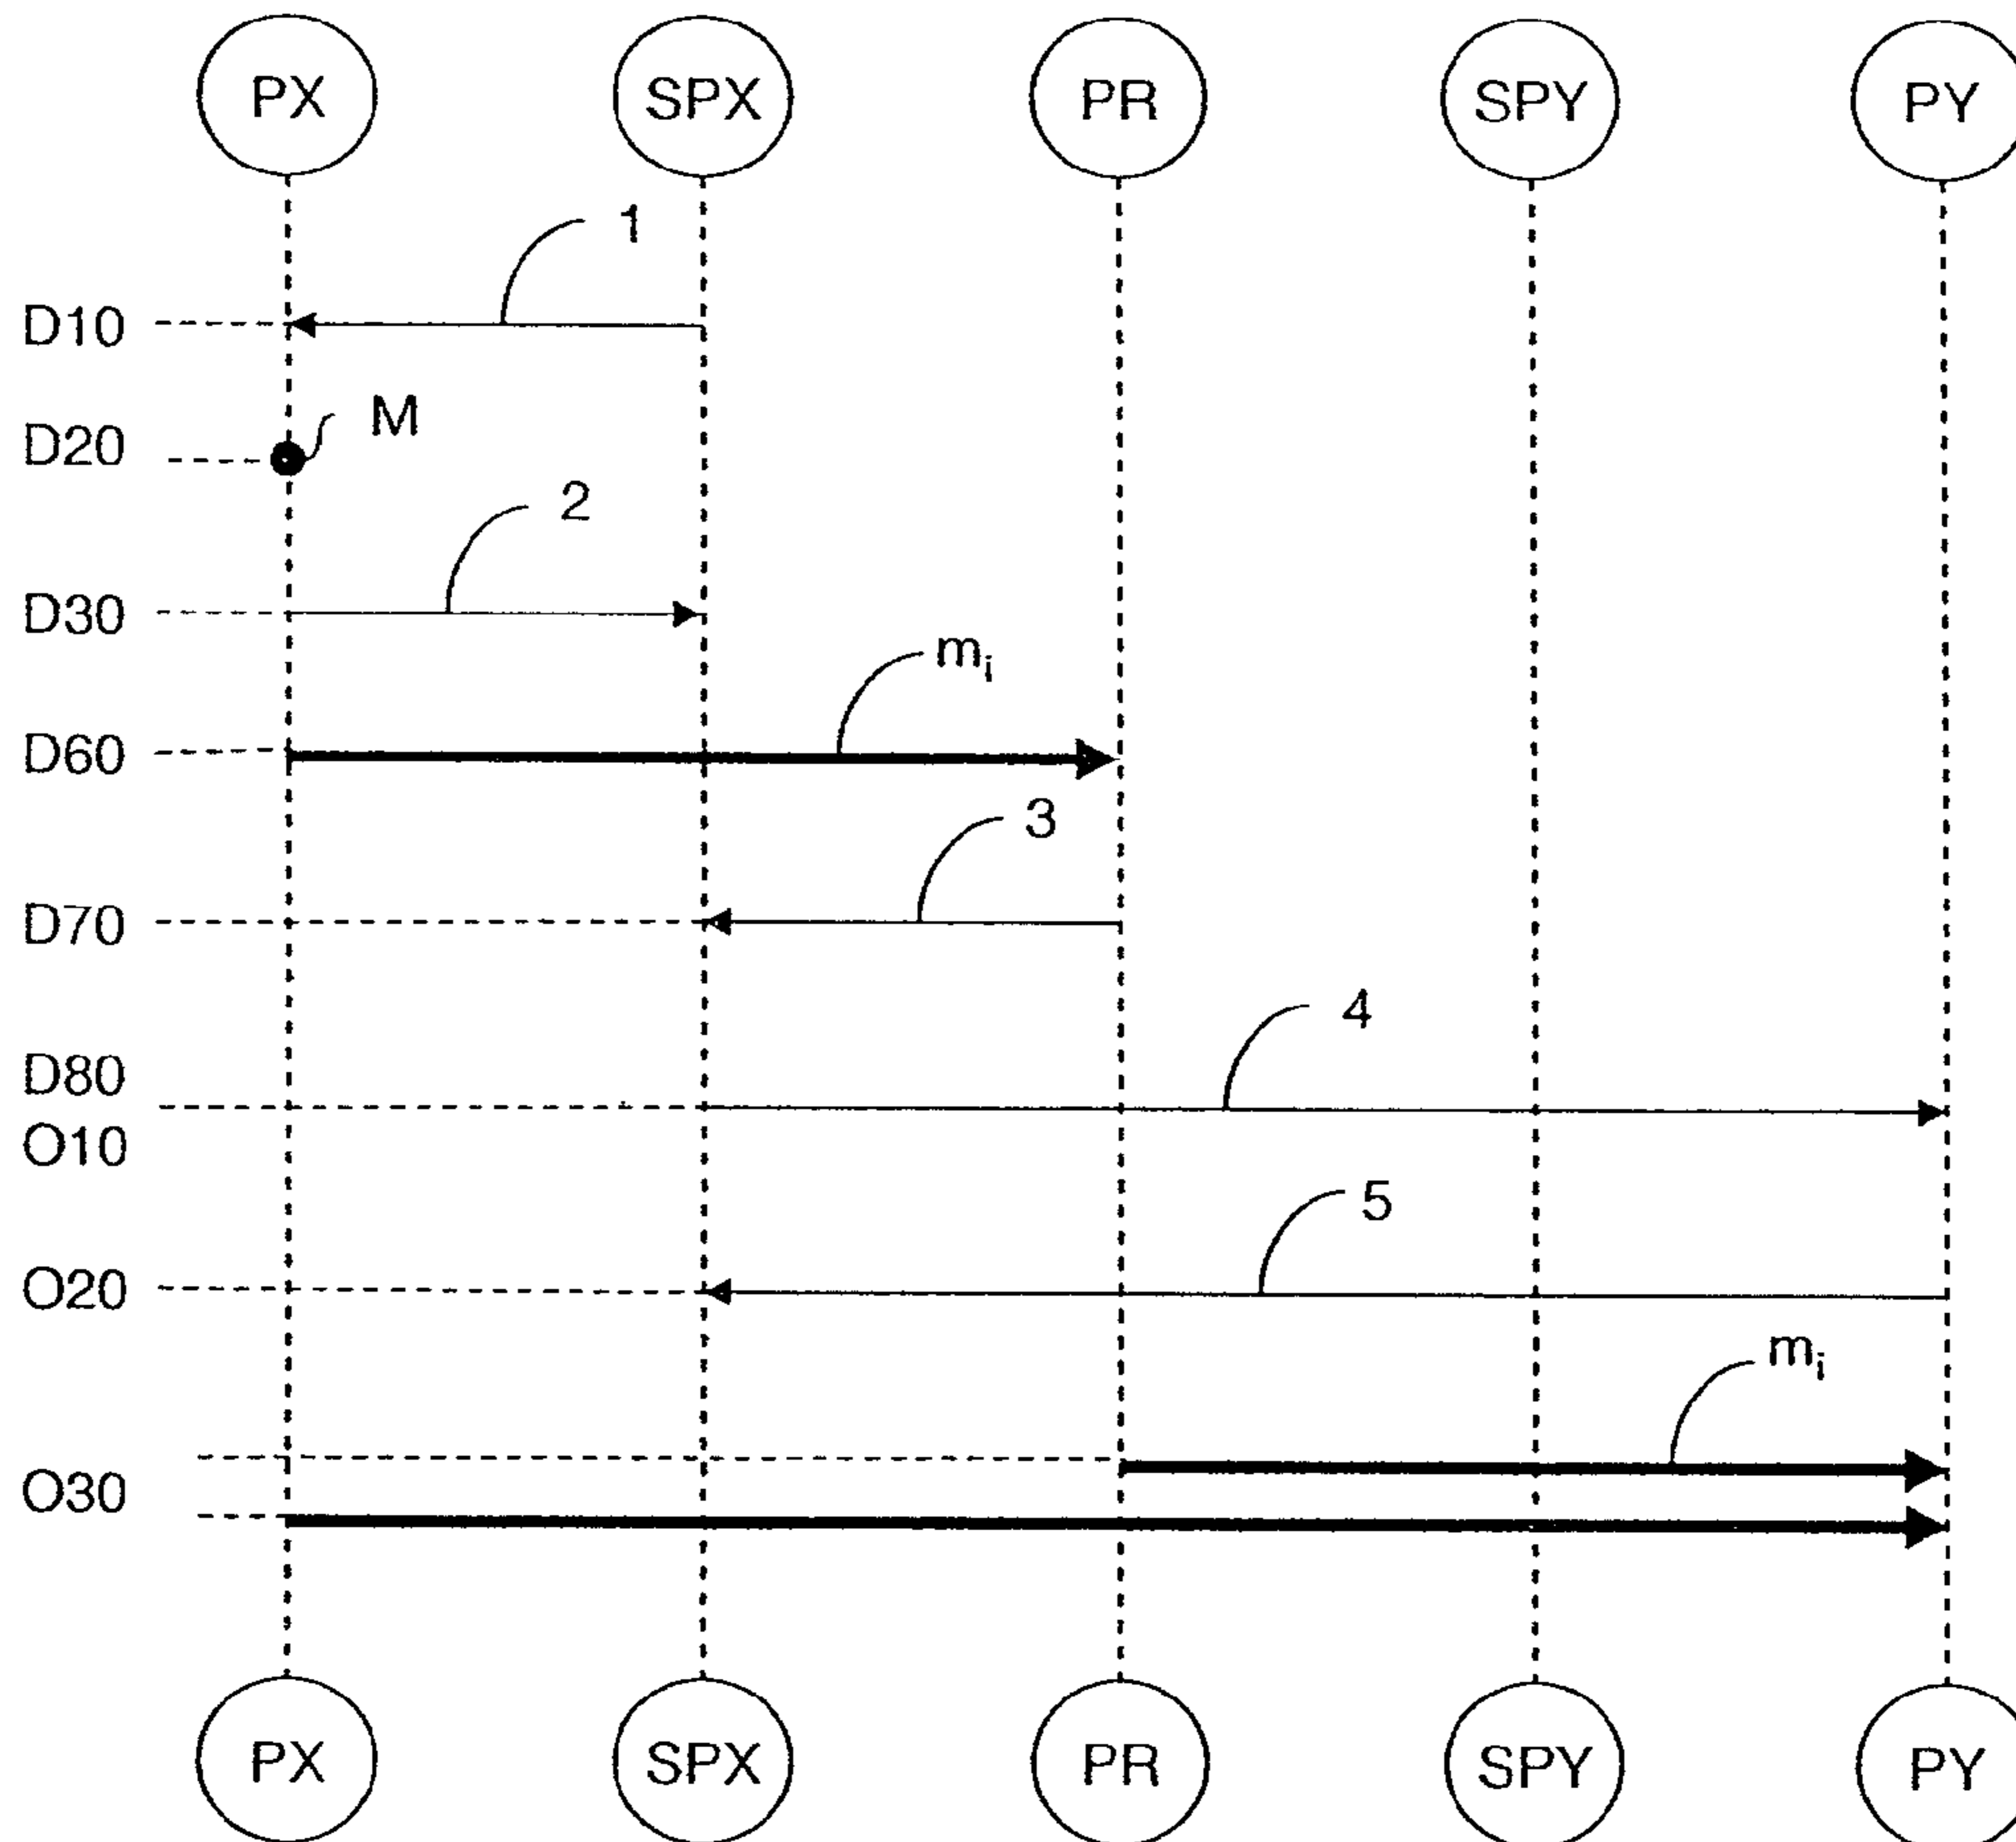 PX SPX PR SPY PY
1
D10
M
D20
2
D30
mi
D60
3
D70
4
D80
O10
5
O20
mi
O30
PX SPX PR SPY PY